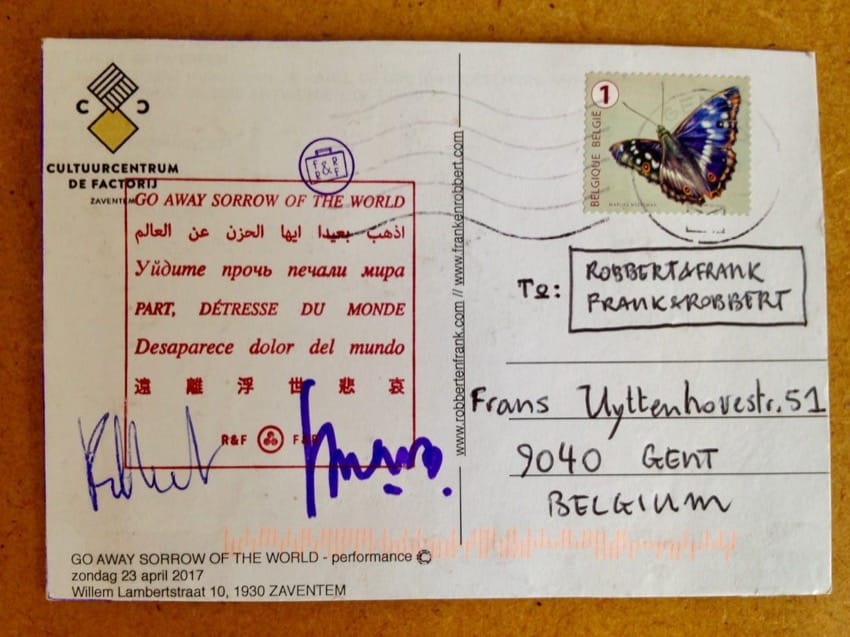 C C
CULTUURCENTRUM
DE FACTORIJ
ZAVENTEM
F&R
R&F
GO AWAY SORROW OF THE WORLD
اذهب بعيدا ايها الحزن عن العالم
Уйдите прочь печали мира
PART, DÉTRESSE DU MONDE
Desaparece dolor del mundo
遠離浮世悲哀
R&F F&R
GO AWAY SORROW OF THE WORLD - performance
zondag 23 april 2017
Willem Lambertstraat 10, 1930 ZAVENTEM
www.robbertenfrank.com // www.frankenrobbert.com
1
BELGIQUE BELGIË
TO:
ROBBERT&FRANK
FRANK&ROBBERT
Frans Uyttenhovestr. 51
9040 GENT
BELGIUM